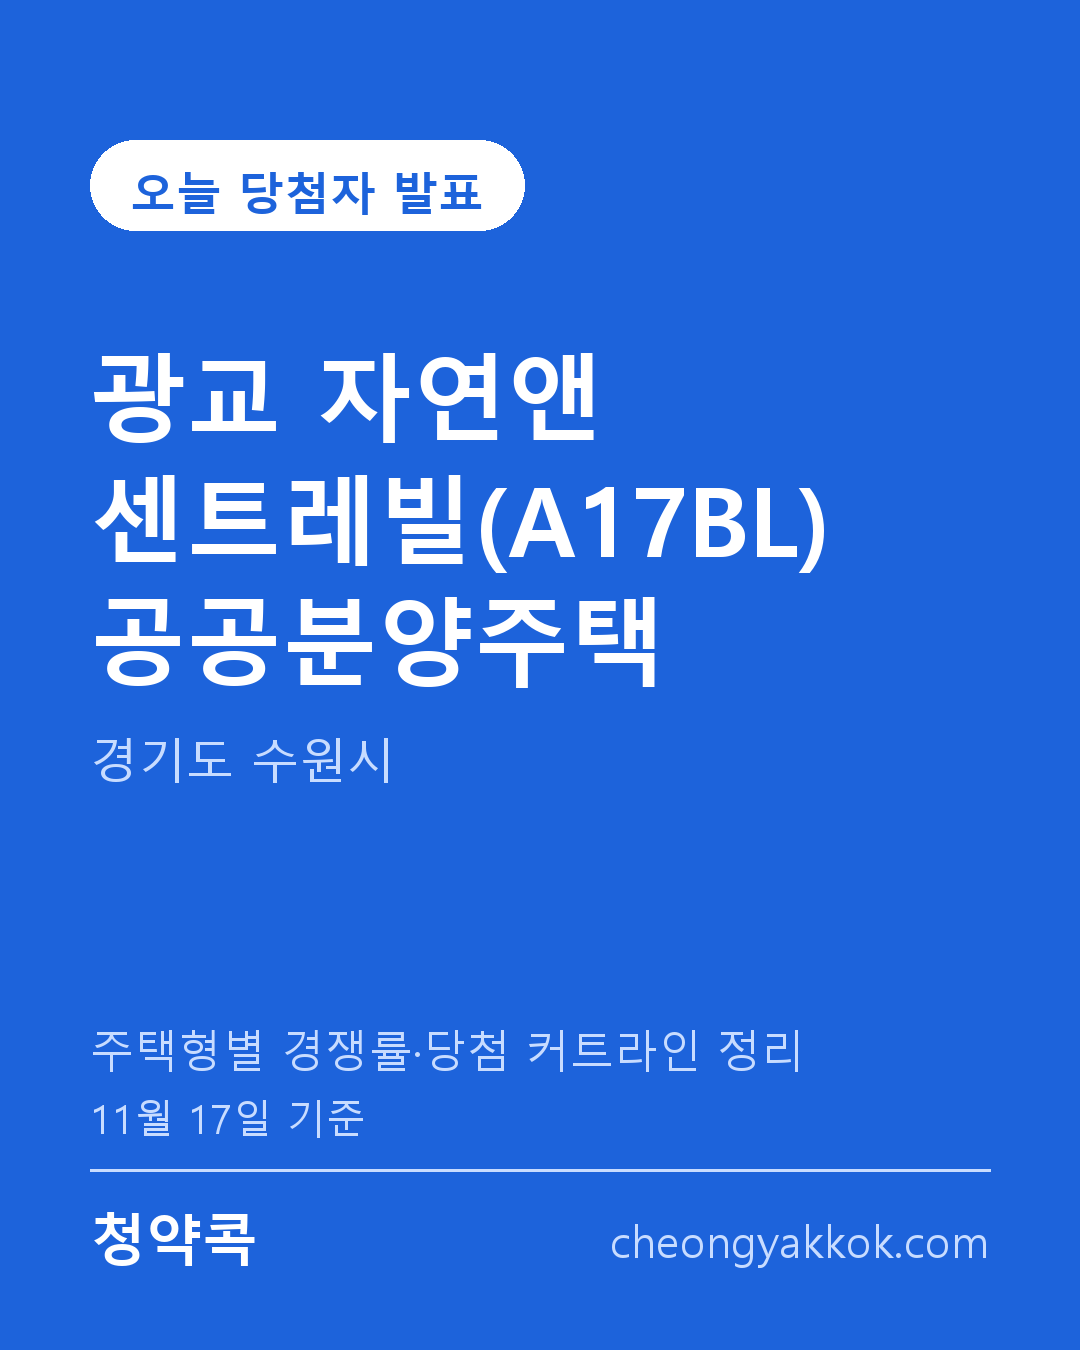 오늘 당첨자 발표
광교 자연앤
센트레빌(A17BL)
공공분양주택
경기도 수원시
주택형별 경쟁률·당첨 커트라인 정리
11월 17일 기준
청약콕
cheongyakkok.com